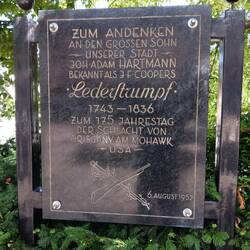 ZUM ANDENKEN
AN DEN GROSSEN SOHN
UNSERER STADT
JOH. ADAM HARTMANN
BEKANNT ALS J. F. COOPERS
"Lederstrumpf"
1743 – 1836
ZUM 175. JAHRESTAG
DER SCHLACHT VON
ORISCANY AM MOHAWK
– USA –
6. AUGUST 1952